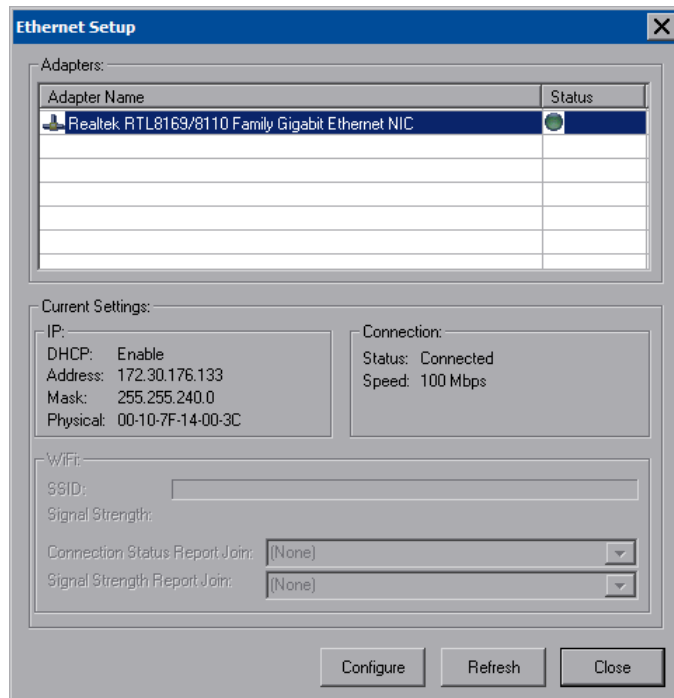 Ethernet Setup
Adapters:
Adapter Name Status
Realtek RTL8169/8110 Family Gigabit Ethernet NIC
Current Settings:
IP:
DHCP: Enable
Address: 172.30.176.133
Mask: 255.255.240.0
Physical: 00-10-7F-14-00-3C
Connection:
Status: Connected
Speed: 100 Mbps
WiFi:
SSID:
Signal Strength:
Connection Status Report Join: (None)
Signal Strength Report Join: (None)
Configure Refresh Close